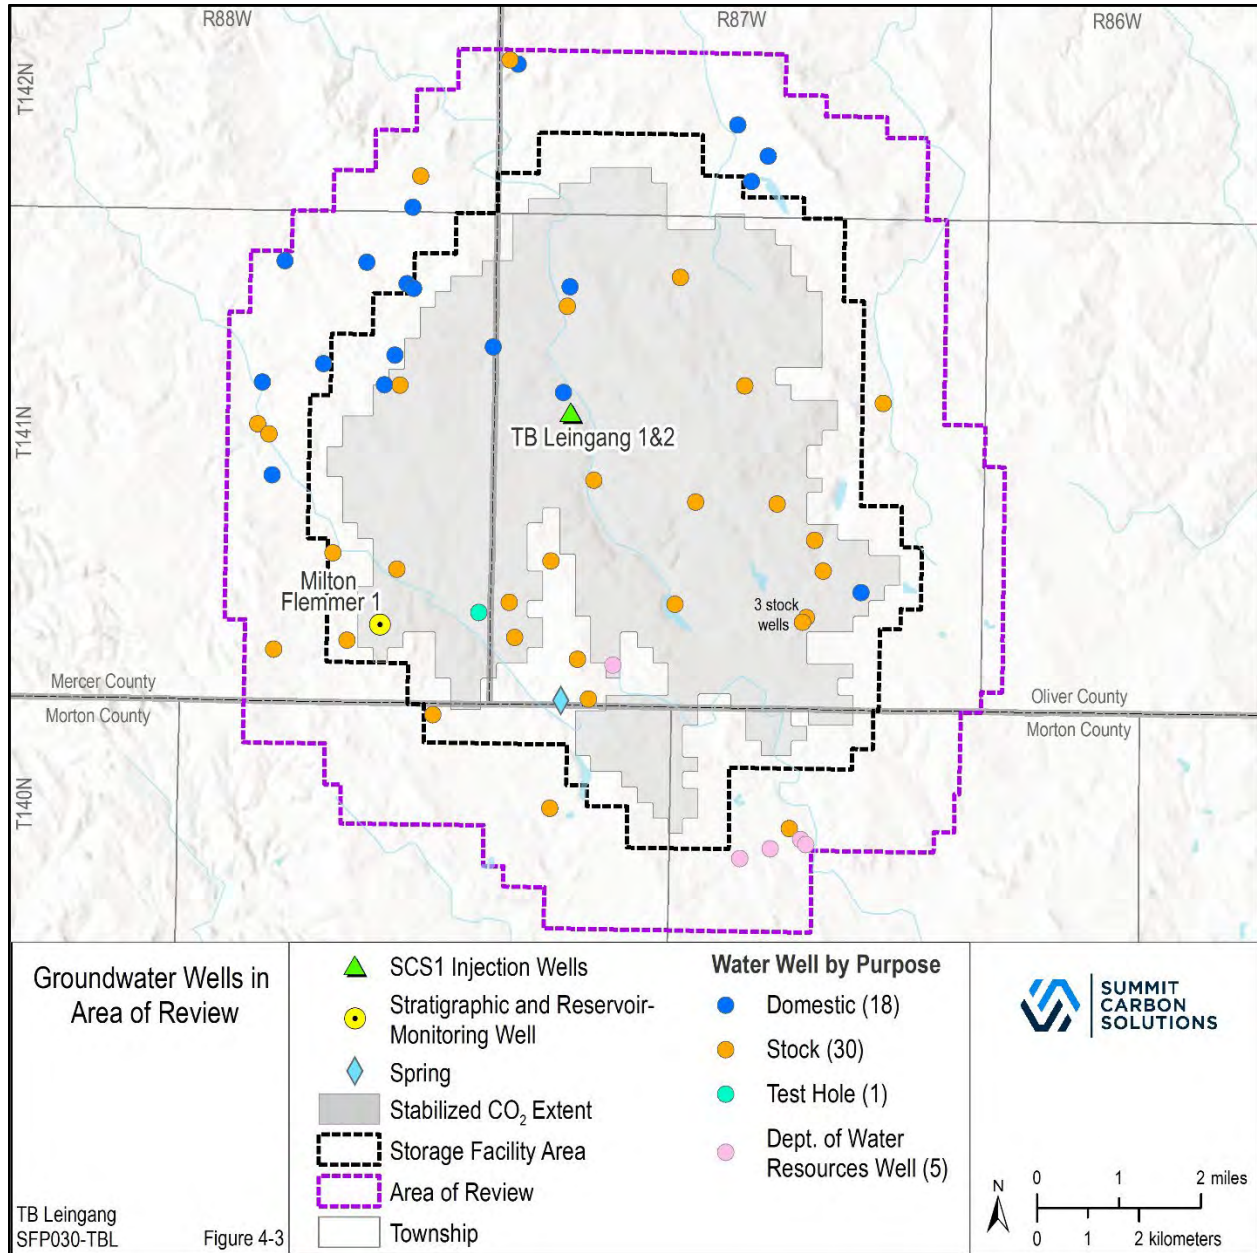 R88W
R87W
R86W
T142N
T141N
TB Leingang 1&2
Milton
Flemmer 1
3 stock
wells
Mercer County
Oliver County
Morton County
Morton County
T140N
Groundwater Wells in
Area of Review
TB Leingang
SFP030-TBL
Figure 4-3
SCS1 Injection Wells
Stratigraphic and Reservoir-
Monitoring Well
Spring
Stabilized CO₂ Extent
Storage Facility Area
Area of Review
Township
Water Well by Purpose
Domestic (18)
Stock (30)
Test Hole (1)
Dept. of Water
Resources Well (5)
SUMMIT
CARBON
SOLUTIONS
N
0 1 2 miles
0 1 2 kilometers